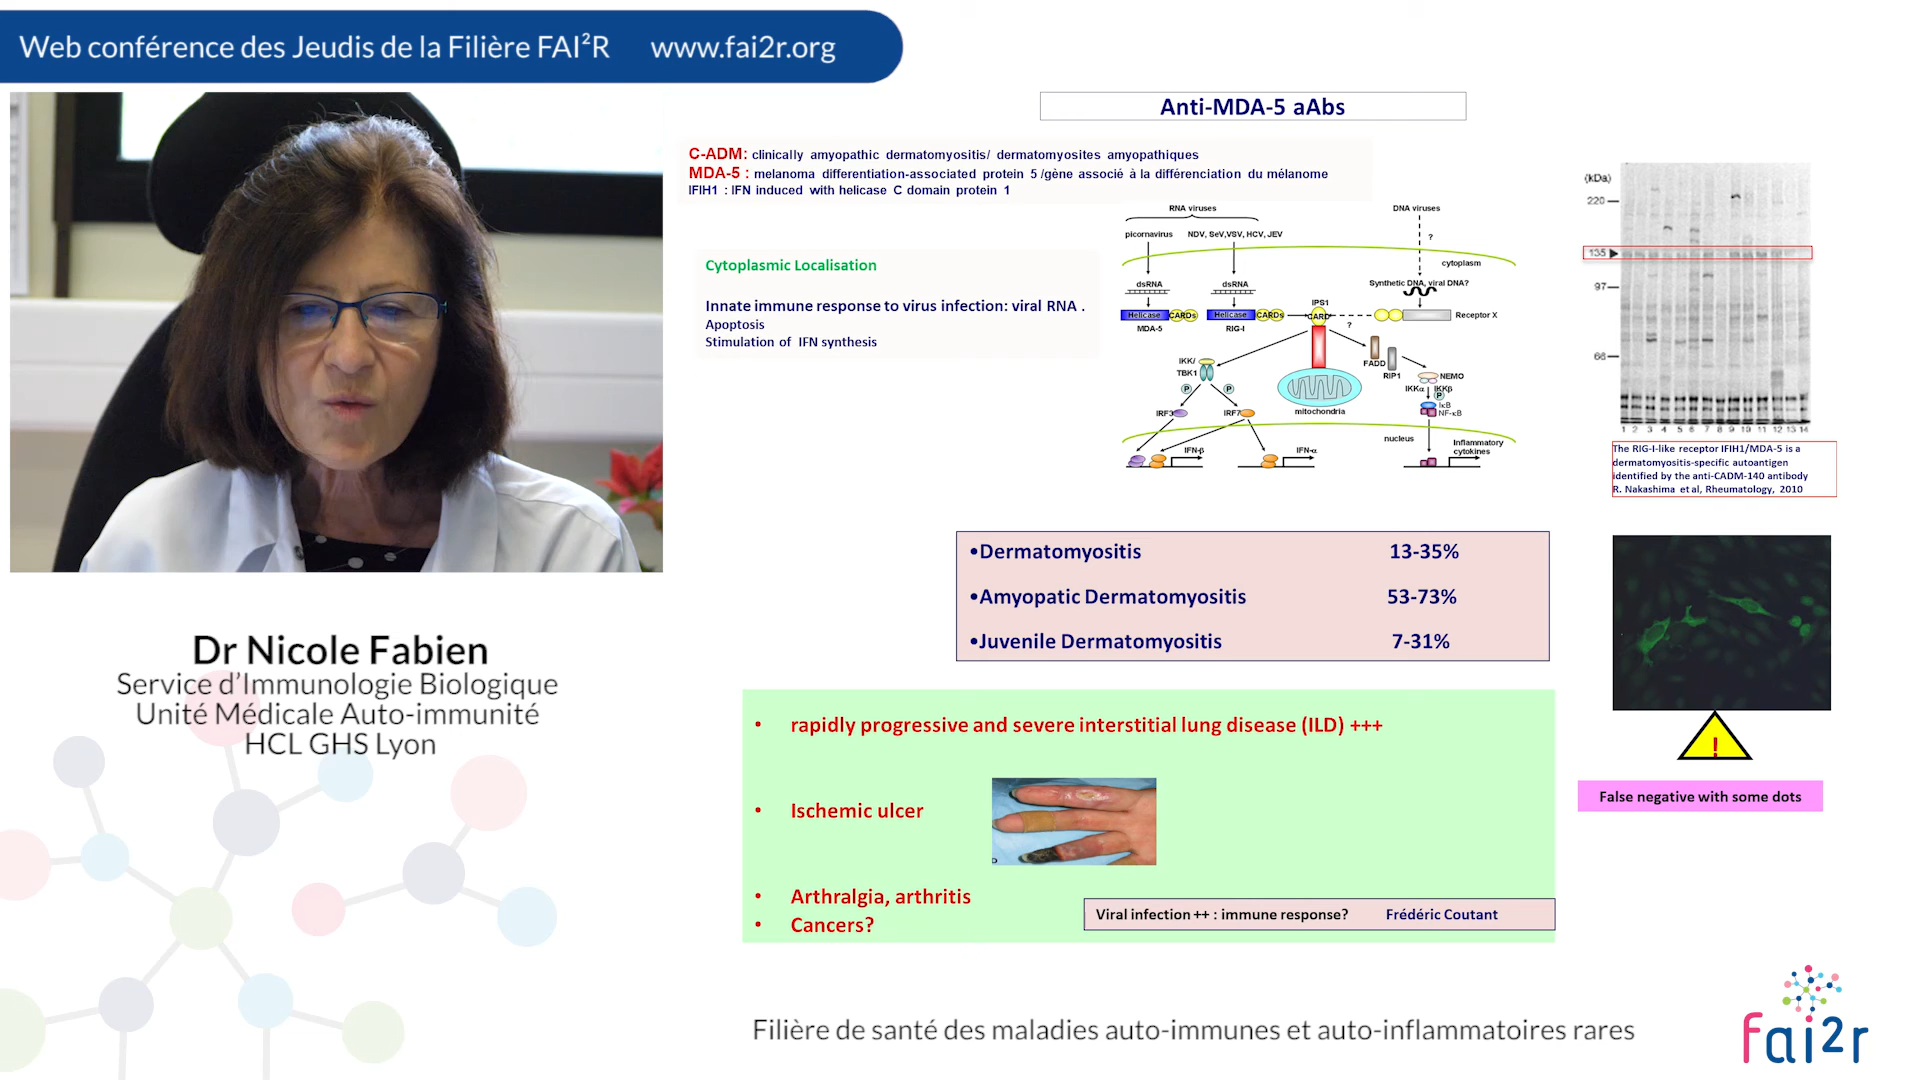 Web conférence des Jeudis de la Filière FAI²R www.fai2r.org
Anti-MDA-5 aAbs
C-ADM: clinically amyopathic dermatomyositis/ dermatomyosites amyopathiques
MDA-5 : melanoma differentiation-associated protein 5 /gène associé à la différenciation du mélanome
IFIH1 : IFN induced with helicase C domain protein 1
Cytoplasmic Localisation
Innate immune response to virus infection: viral RNA .
Apoptosis
Stimulation of IFN synthesis
RNA viruses
DNA viruses
picornavirus
NDV, SeV,VSV, HCV, JEV
?
cytoplasm
dsRNA
dsRNA
Synthetic DNA, viral DNA?
IPS1
Helicase
CARDs
Helicase
CARDs
CARD
?
Receptor X
MDA-5
RIG-I
IKK/
TBK1
FADD
RIP1
NEMO
IKKα
IKKβ
P
P
P
IκB
NF-κB
IRF3
IRF7
mitochondria
nucleus
Inflammatory
cytokines
IFN-β
IFN-α
(kDa)
220
135
97
66
1 2 3 4 5 6 7 8 9 10 11 12 13 14
The RIG-I-like receptor IFIH1/MDA-5 is a
dermatomyositis-specific autoantigen
identified by the anti-CADM-140 antibody
R. Nakashima et al, Rheumatology, 2010
•Dermatomyositis 13-35%
•Amyopatic Dermatomyositis 53-73%
•Juvenile Dermatomyositis 7-31%
• rapidly progressive and severe interstitial lung disease (ILD) +++
• Ischemic ulcer
• Arthralgia, arthritis
• Cancers?
Viral infection ++ : immune response? Frédéric Coutant
!
False negative with some dots
Dr Nicole Fabien
Service d'Immunologie Biologique
Unité Médicale Auto-immunité
HCL GHS Lyon
Filière de santé des maladies auto-immunes et auto-inflammatoires rares
fai2r